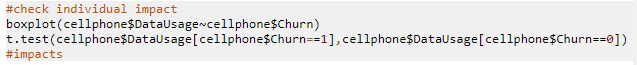 #check individual impact
boxplot(cellphone$DataUsage~cellphone$Churn)
t.test(cellphone$DataUsage[cellphone$Churn==1],cellphone$DataUsage[cellphone$Churn==0])
#impacts